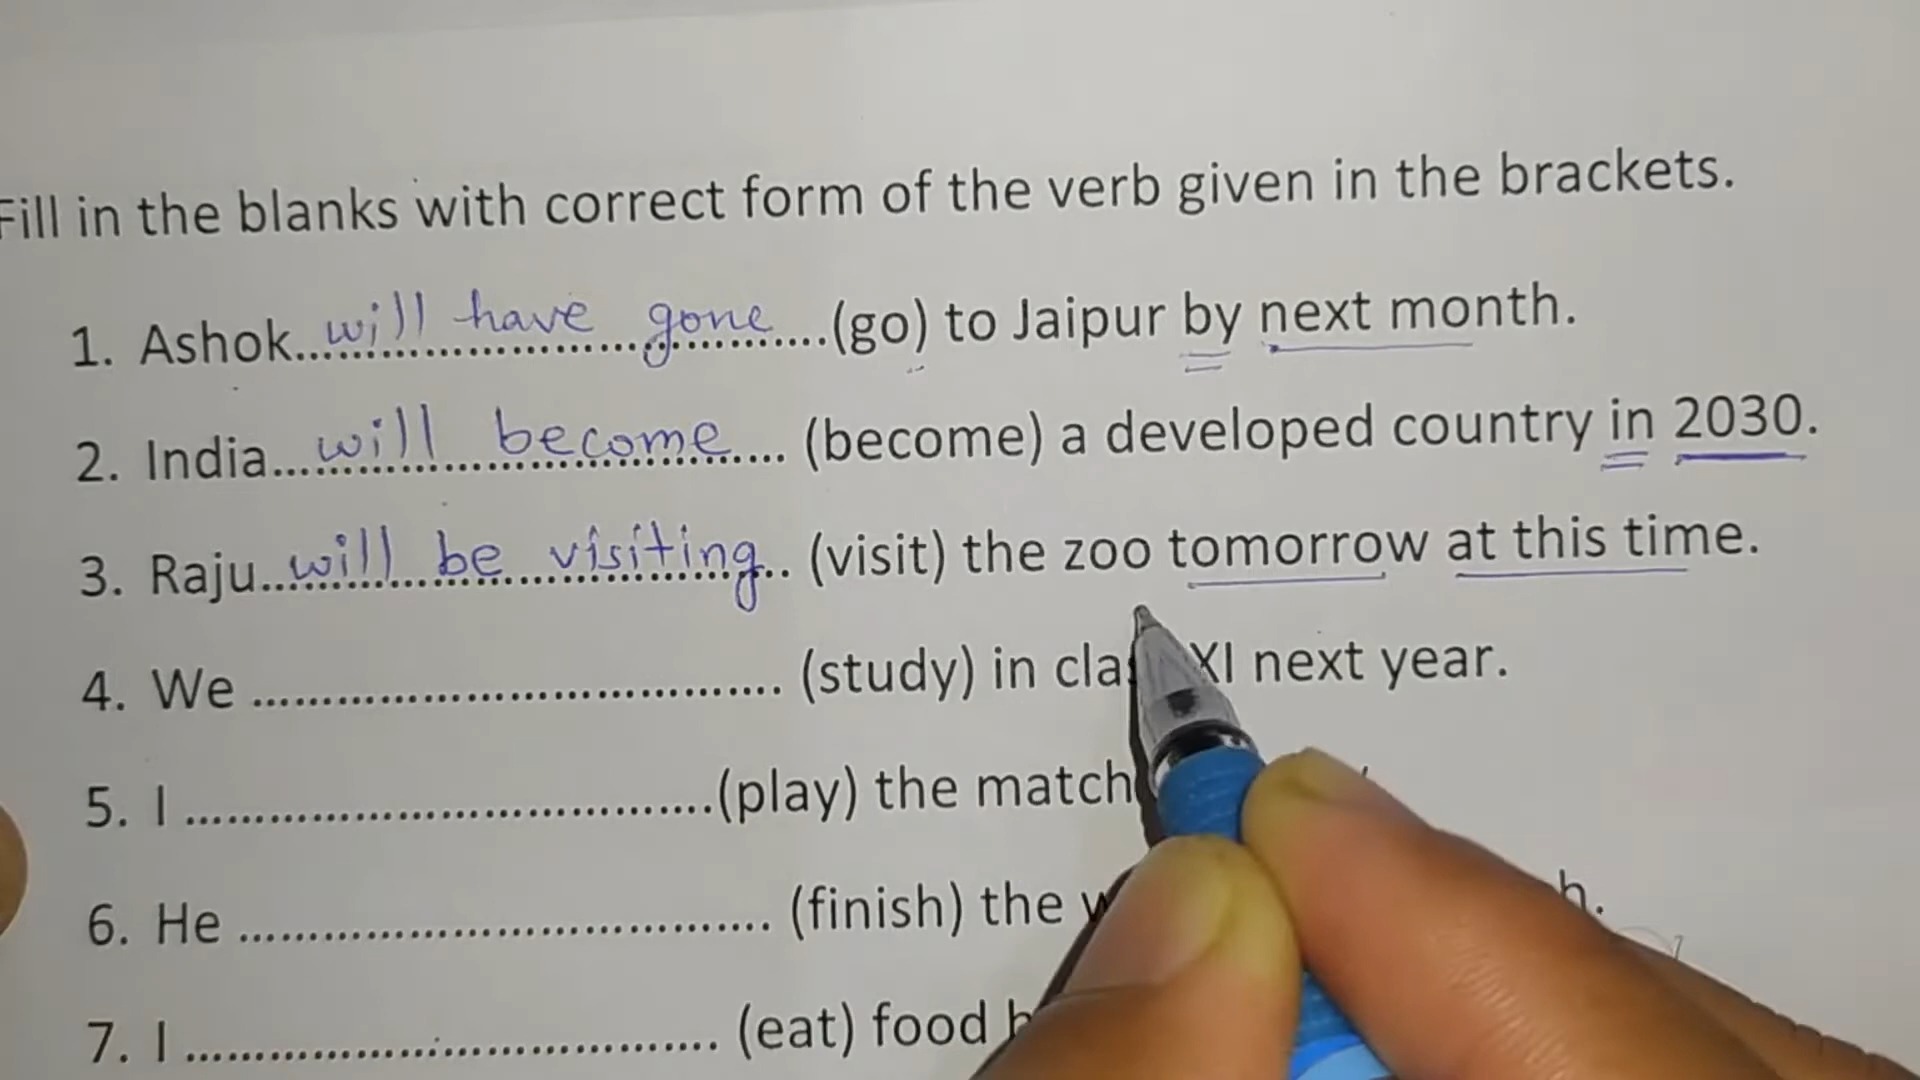 Fill in the blanks with correct form of the verb given in the brackets.
1. Ashok...will have gone...(go) to Jaipur by next month.
2. India...will become... (become) a developed country in 2030.
3. Raju..will be visiting.. (visit) the zoo tomorrow at this time.
4. We ...................................... (study) in XI next year.
5. I ......................................(play) the match
6. He ...................................... (finish) the
7. I ...................................... (eat) food